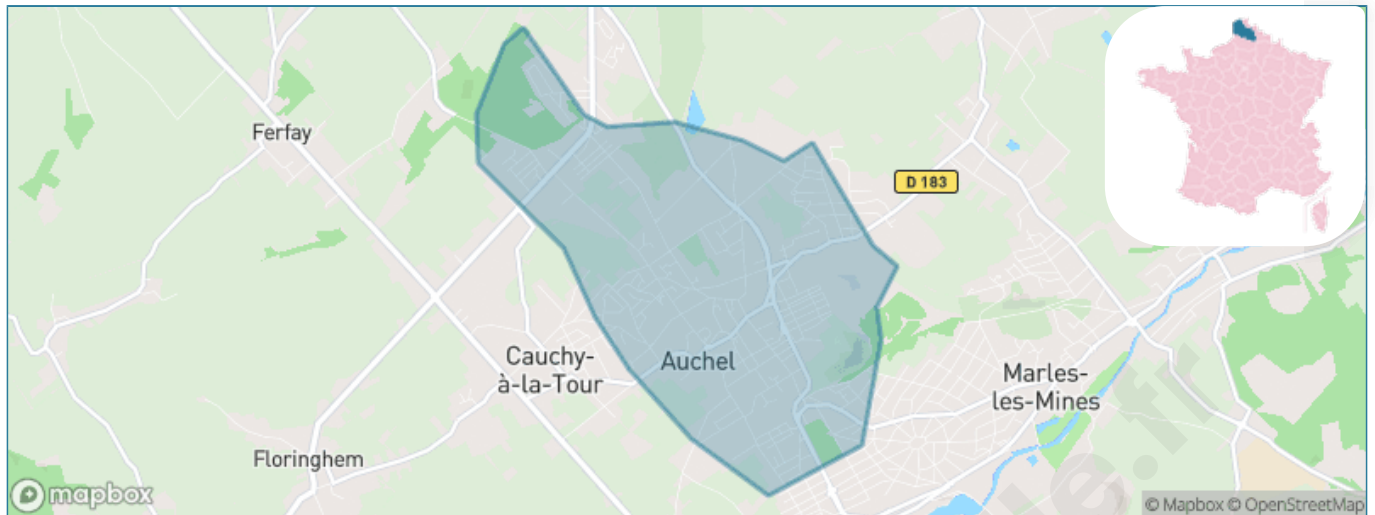 Ferfay
D 183
Cauchy-
à-la-Tour
Auchel
Marles-
les-Mines
Floringhem
mapbox
© Mapbox © OpenStreetMap